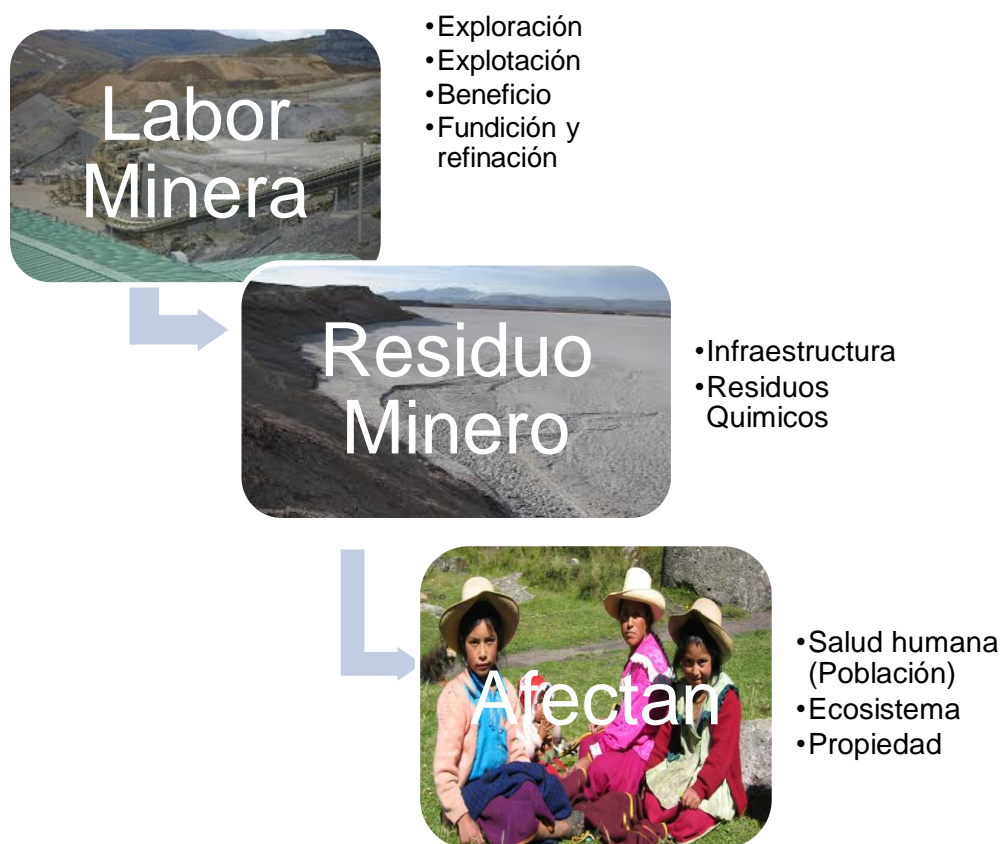 Labor
Minera
•Exploración
•Explotación
•Beneficio
•Fundición y
refinación
Residuo
Minero
•Infraestructura
•Residuos
Quimicos
Afectan
•Salud humana
(Población)
•Ecosistema
•Propiedad